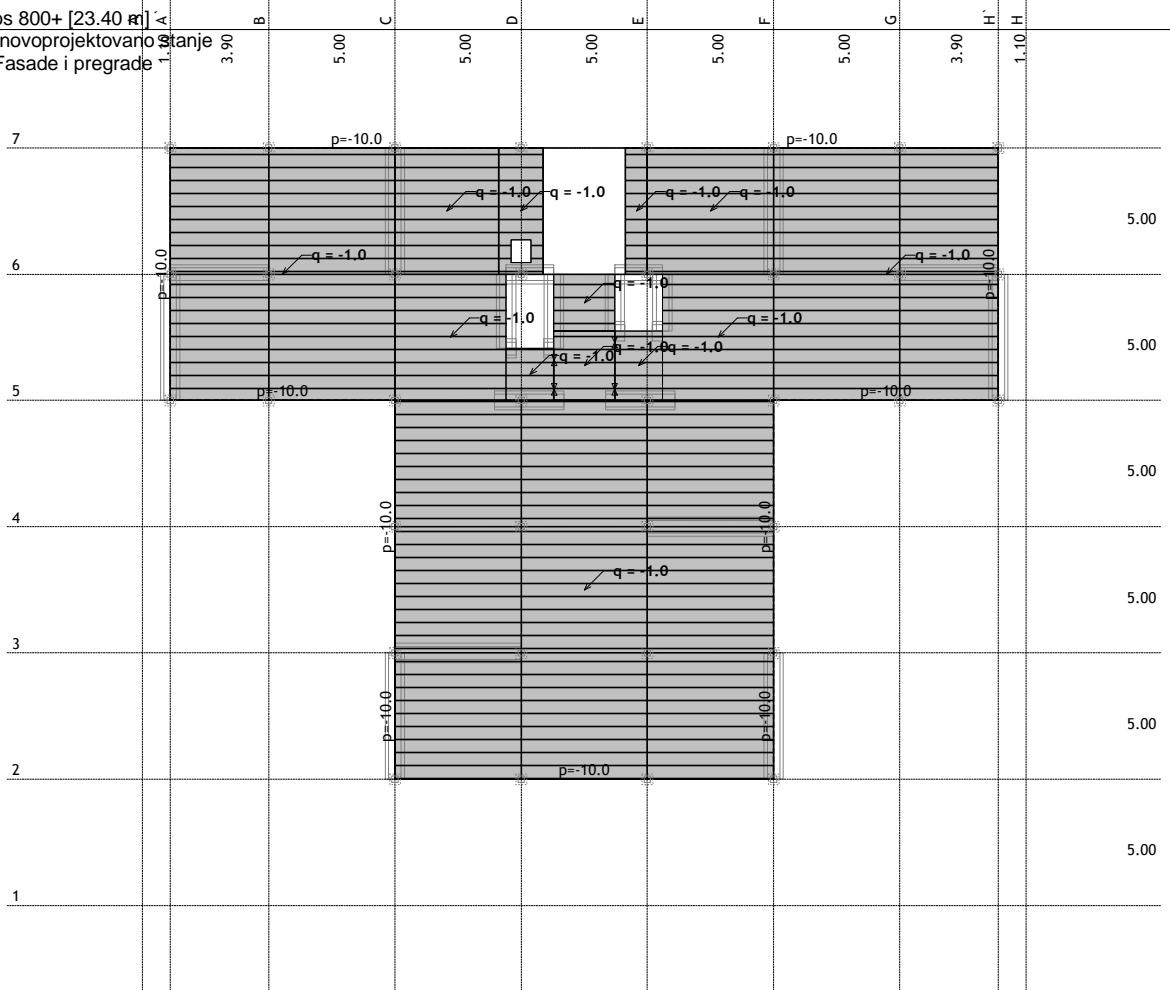 os 800+ [23.40 m]
novoprojektovano stanje
Fasade i pregrade
A` B C D E F G H` H
1.10 3.90 5.00 5.00 5.00 5.00 5.00 3.90 1.10
7
p=-10.0 p=-10.0
q = -1.0 q = -1.0 q = -1.0 q = -1.0
5.00
p=-10.0 q = -1.0 q = -1.0 p=-10.0
6
q = -1.0
q = -1.0 q = -1.0
5.00
q = -1.0 q = -1.0 q = -1.0
5
p=-10.0 p=-10.0
5.00
4
p=-10.0 p=-10.0
q = -1.0
5.00
3
p=-10.0 p=-10.0
5.00
2
p=-10.0
5.00
1